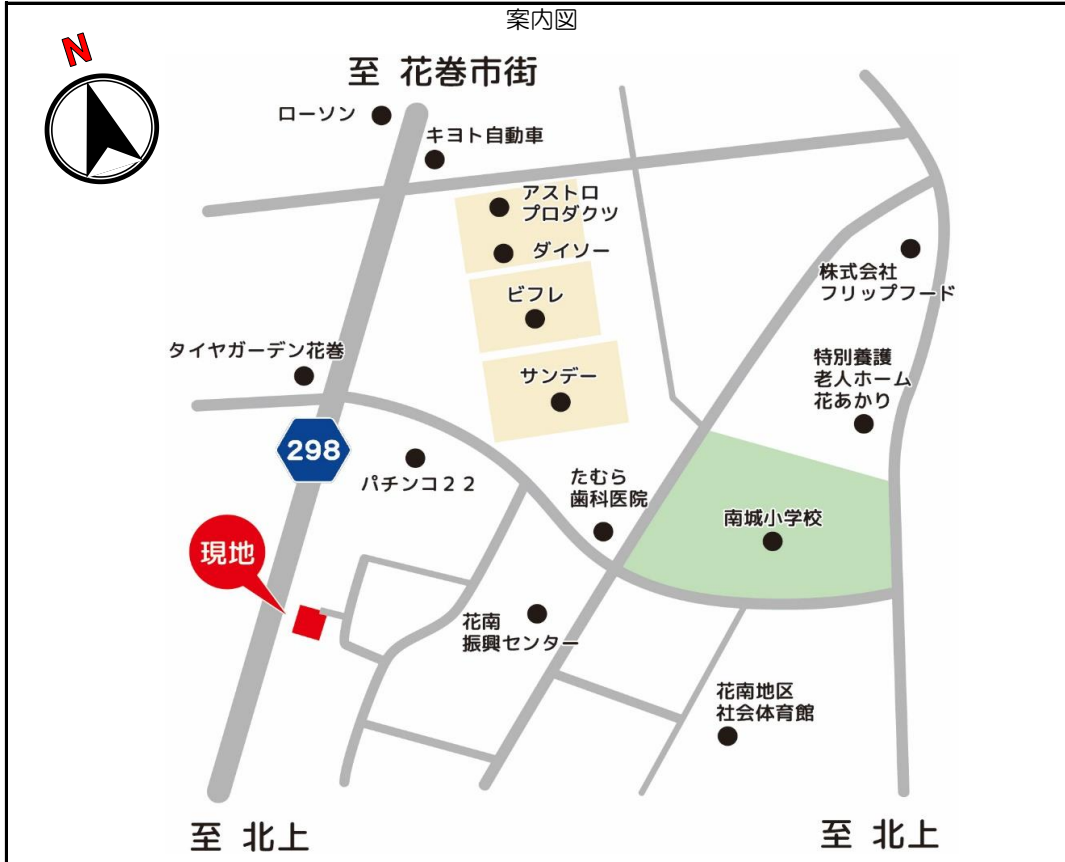 案内図
N
至 花巻市街
ローソン
キヨト自動車
アストロ
プロダクツ
ダイソー
株式会社
フリップフード
ビフレ
タイヤガーデン花巻
サンデー
特別養護
老人ホーム
花あかり
298
パチンコ22
たむら
歯科医院
南城小学校
現地
花南
振興センター
花南地区
社会体育館
至 北上
至 北上